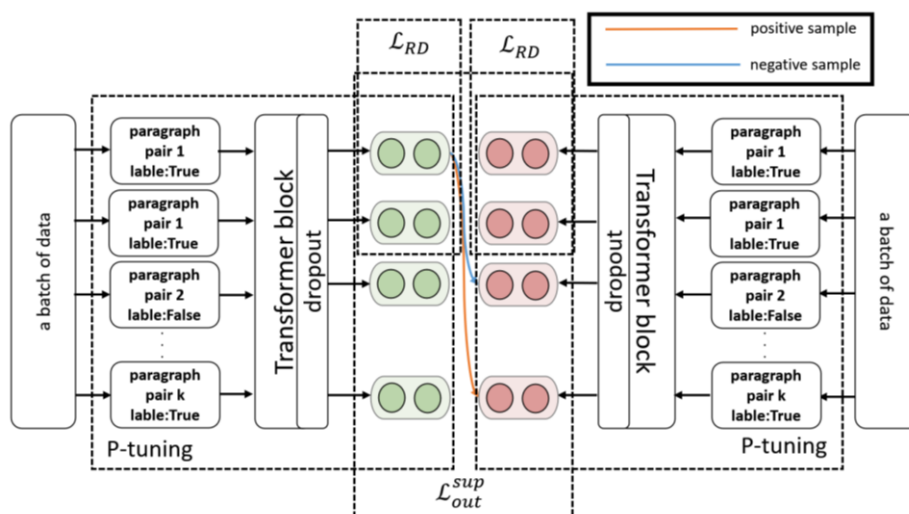 ℒ_RD
ℒ_RD
positive sample
negative sample
a batch of data
paragraph
pair 1
lable:True
paragraph
pair 1
lable:True
paragraph
pair 2
lable:False
paragraph
pair k
lable:True
P-tuning
Transformer block
dropout
dropout
Transformer block
paragraph
pair 1
lable:True
paragraph
pair 1
lable:True
paragraph
pair 2
lable:False
paragraph
pair k
lable:True
P-tuning
a batch of data
ℒ_out^sup